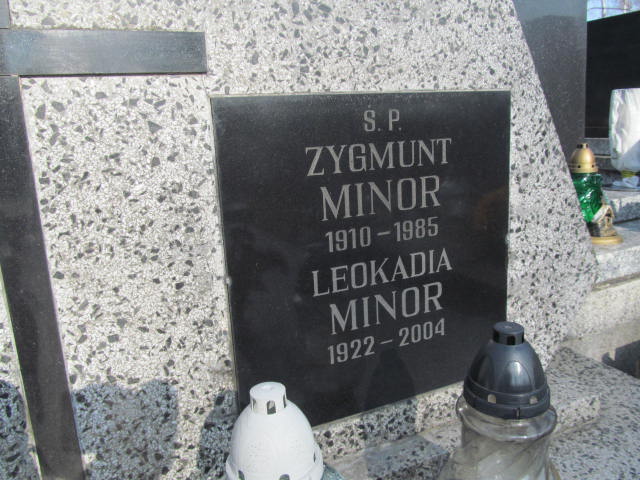 Ś. P.
ZYGMUNT
MINOR
1910 – 1985
LEOKADIA
MINOR
1922 – 2004